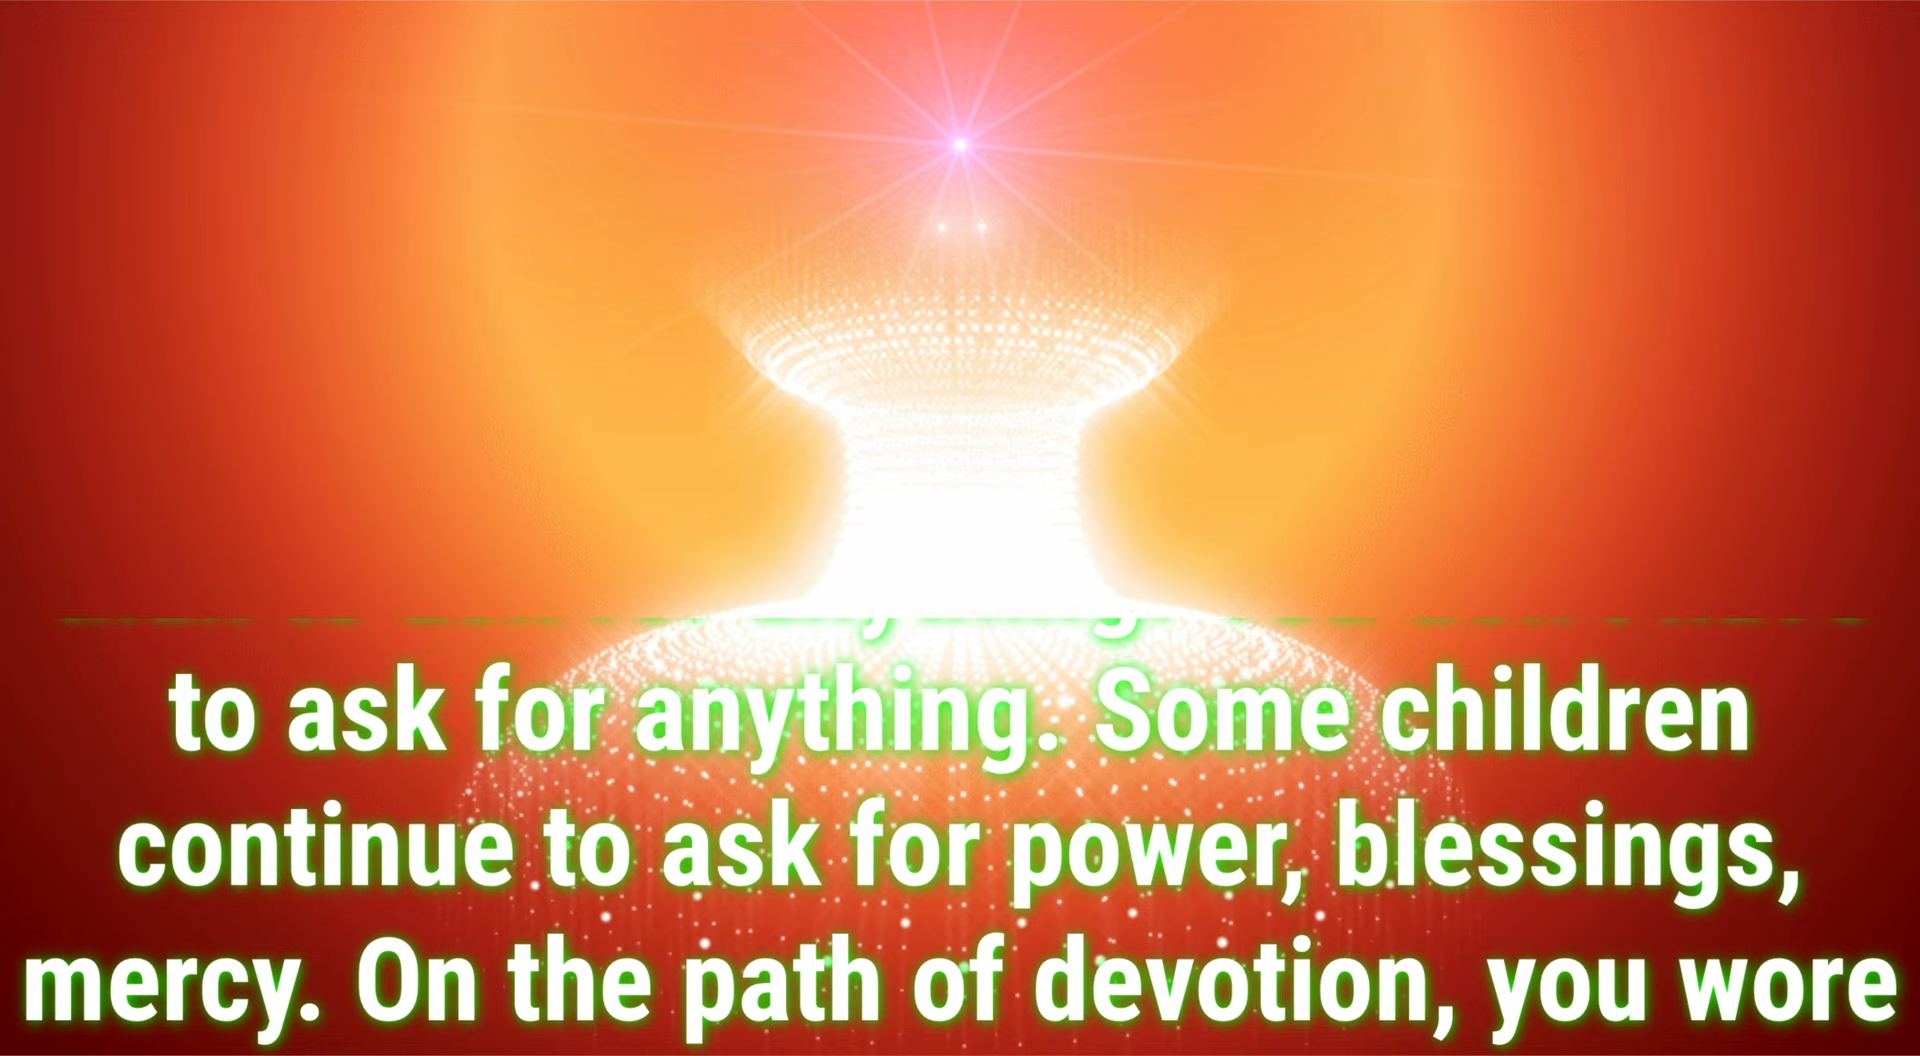 to ask for anything. Some children
continue to ask for power, blessings,
mercy. On the path of devotion, you wore